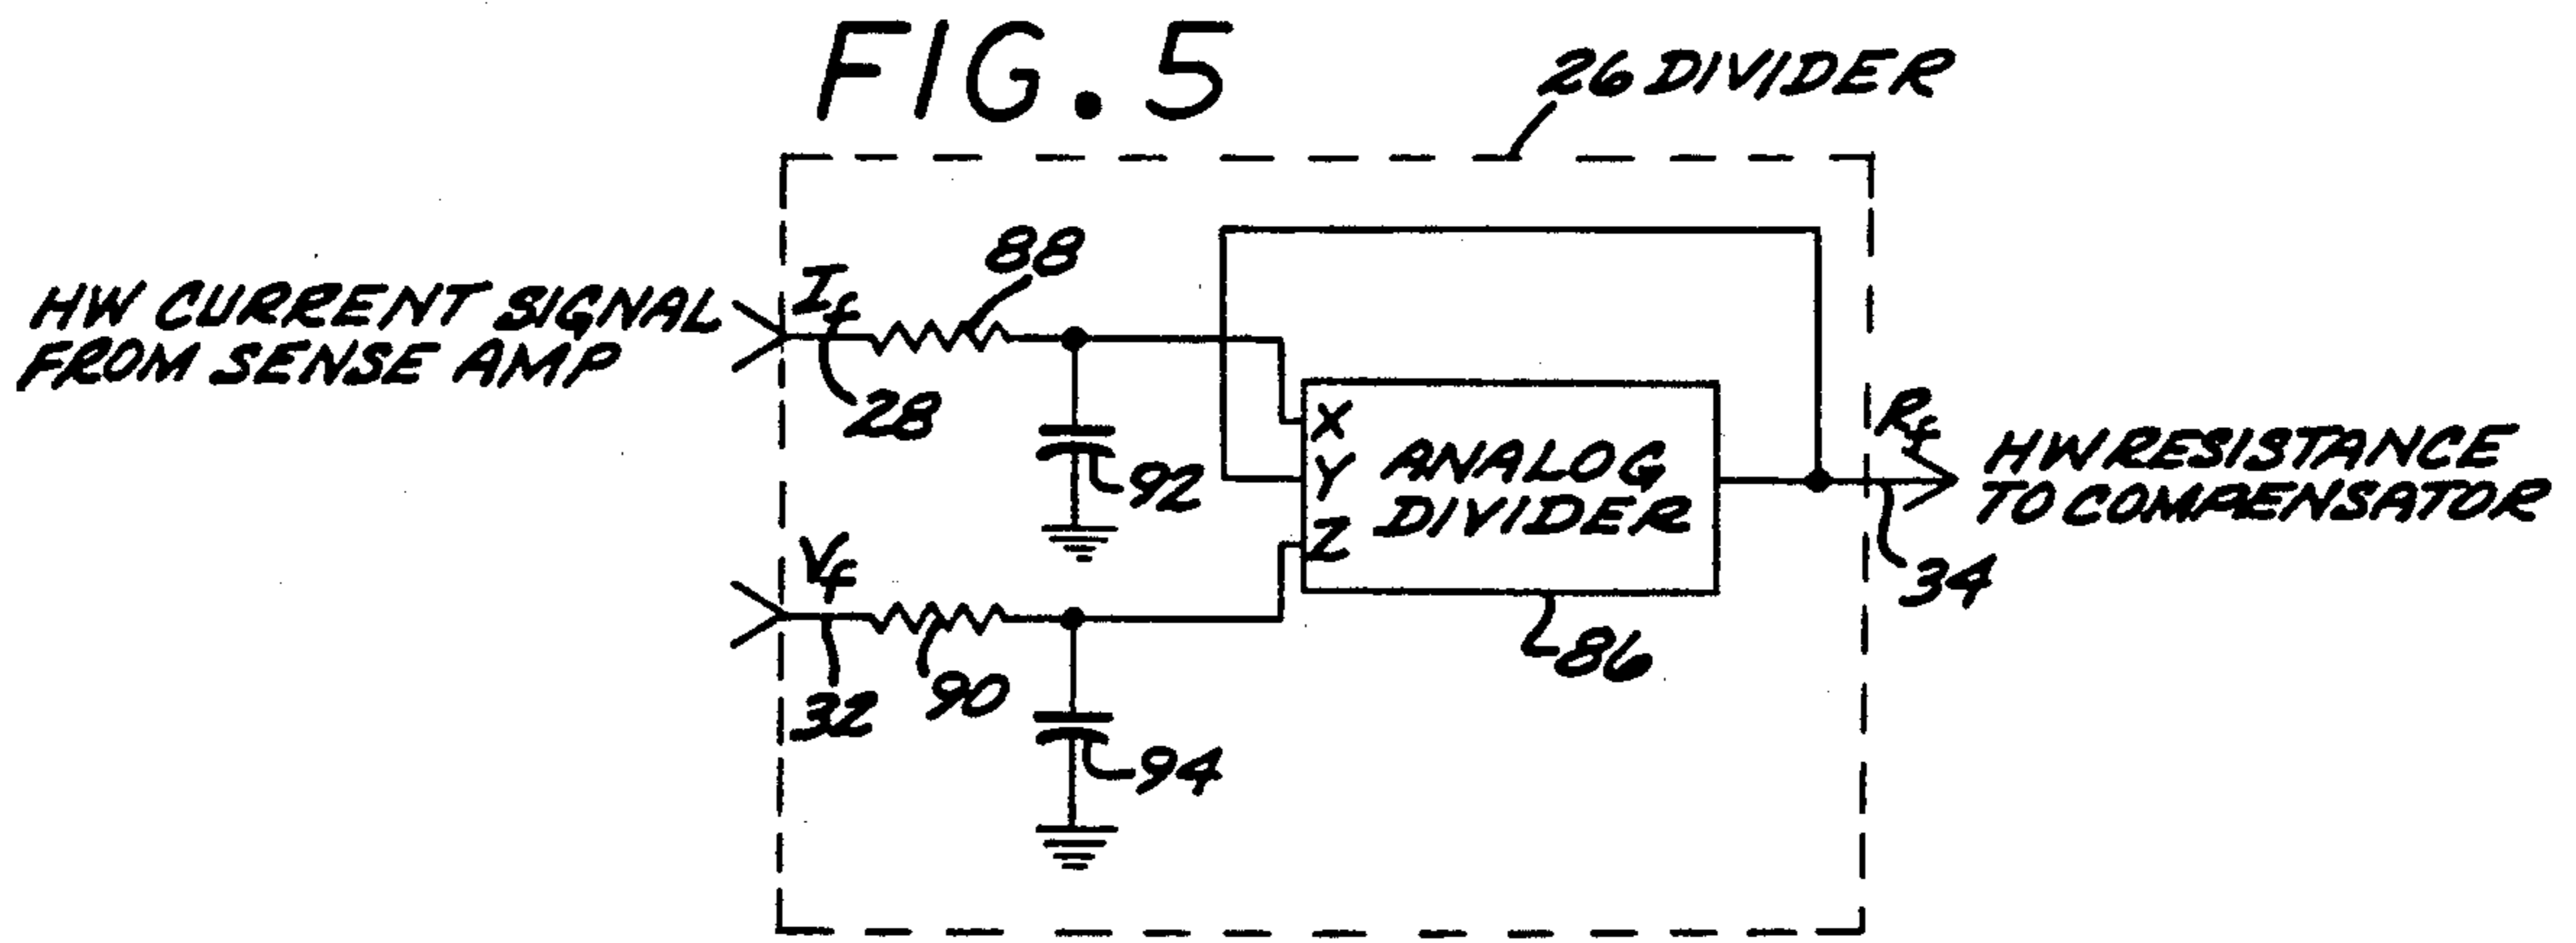 FIG. 5
26 DIVIDER
HW CURRENT SIGNAL
FROM SENSE AMP
If
88
28
92
X
Y
Z
ANALOG
DIVIDER
86
Rf
HW RESISTANCE
TO COMPENSATOR
34
Vf
32
90
94